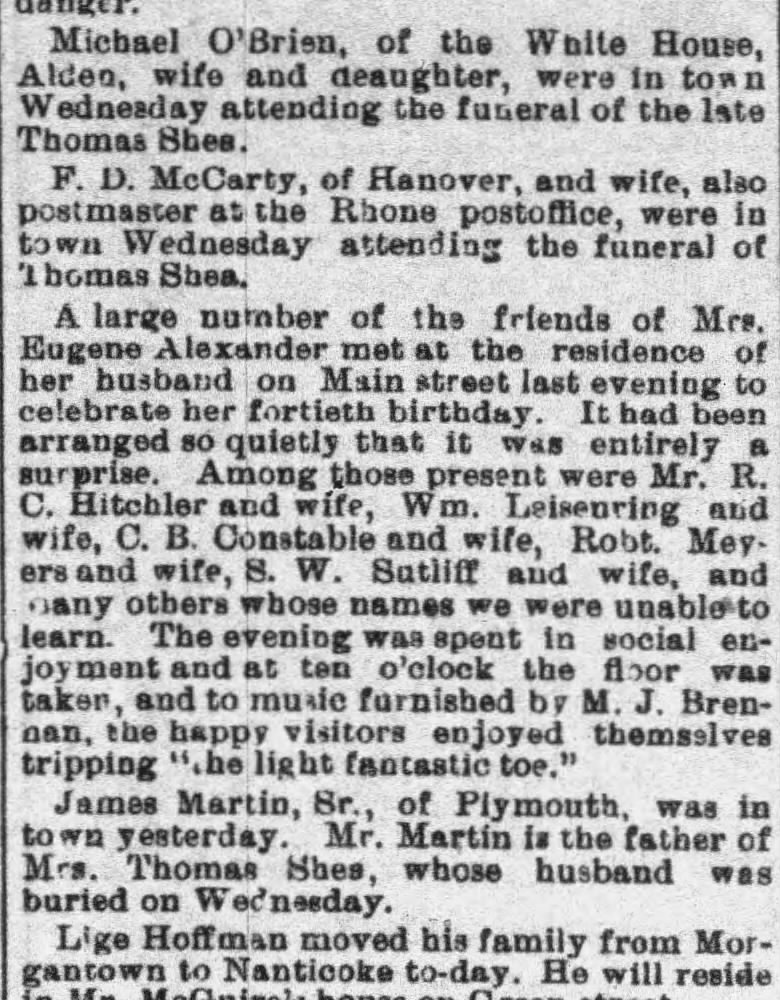 danger.
Michael O'Brien, of the White House,
Alden, wife and deaughter, were in town
Wednesday attending the funeral of the late
Thomas Shea.
F. D. McCarty, of Hanover, and wife, also
postmaster at the Rhone postoffice, were in
town Wednesday attending the funeral of
Thomas Shea.
A large number of the friends of Mrs.
Eugene Alexander met at the residence of
her husband on Main street last evening to
celebrate her fortieth birthday. It had been
arranged so quietly that it was entirely a
surprise. Among those present were Mr. R.
C. Hitchler and wife, Wm. Leisenring and
wife, C. B. Constable and wife, Robt. Mey-
ers and wife, S. W. Sutliff and wife, and
many others whose names we were unable to
learn. The evening was spent in social en-
joyment and at ten o'clock the floor was
taken, and to music furnished by M. J. Bren-
nan, the happy visitors enjoyed themselves
tripping "the light fantastic toe."
James Martin, Sr., of Plymouth, was in
town yesterday. Mr. Martin is the father of
Mrs. Thomas Shea, whose husband was
buried on Wednesday.
Lige Hoffman moved his family from Mor-
gantown to Nanticoke to-day. He will reside
in Mr. McGuire's house on Green street